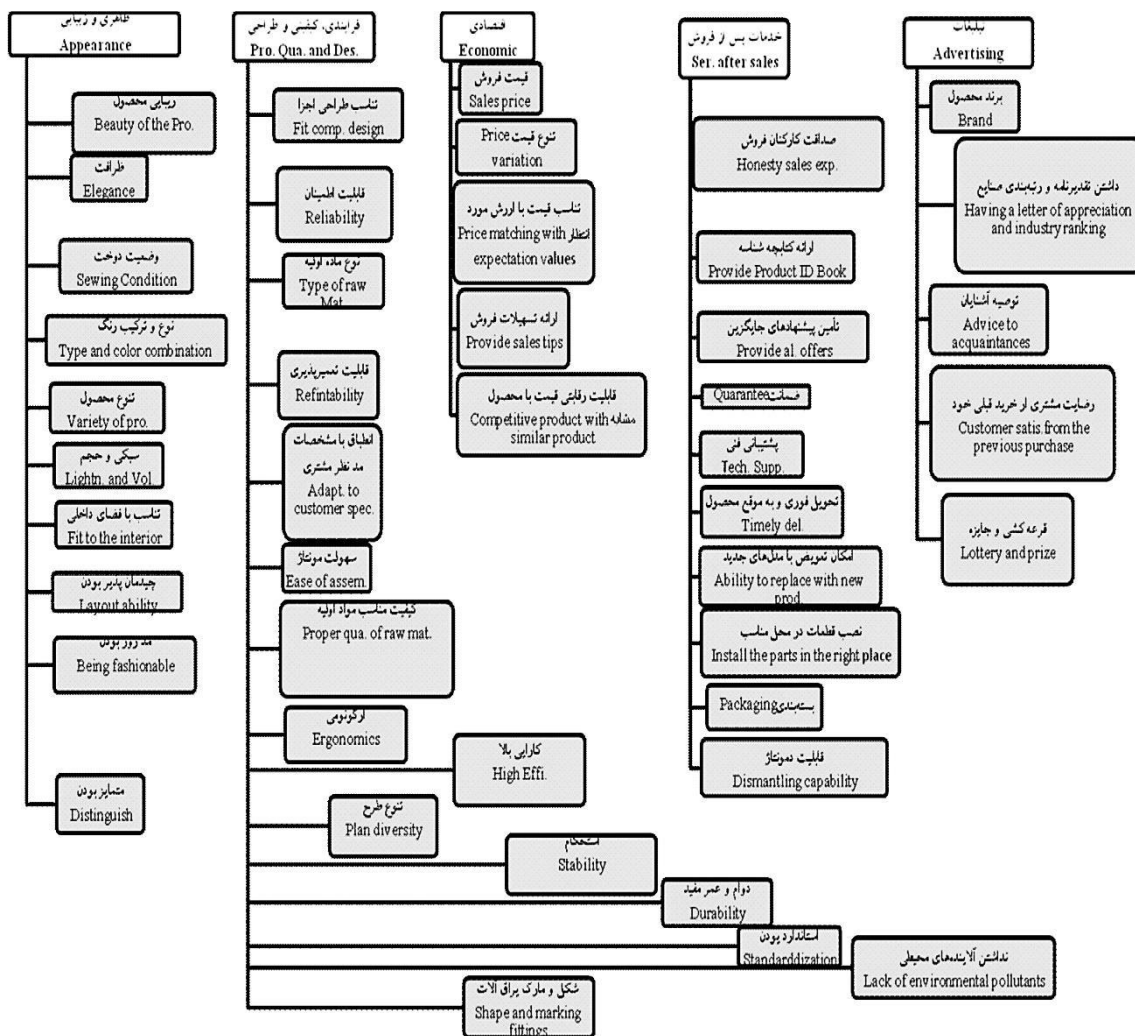 ظاهری و زیبایی
Appearance
زیبایی محصول
Beauty of the Pro.
ظرافت
Elegance
وضعیت دوخت
Sewing Condition
نوع و ترکیب رنگ
Type and color combination
تنوع محصول
Variety of pro.
سبکی و حجم
Lightn. and Vol.
تناسب با فضای داخلی
Fit to the interior
چیدمان پذیر بودن
Layout ability
مد روز بودن
Being fashionable
متمایز بودن
Distinguish
فرایندی، کیفیتی و طراحی
Pro. Qua. and Des.
تناسب طراحی اجزا
Fit comp. design
قابلیت اطمینان
Reliability
نوع ماده اولیه
Type of raw
Mat.
قابلیت تعمیرپذیری
Refintability
انطباق با مشخصات
مد نظر مشتری
Adapt. to
customer spec.
سهولت مونتاژ
Ease of assem.
کیفیت مناسب مواد اولیه
Proper qua. of raw mat.
ارگونومی
Ergonomics
کارایی بالا
High Effi.
تنوع طرح
Plan diversity
استحکام
Stability
دوام و عمر مفید
Durability
استاندارد بودن
Standarddization
نداشتن آلاینده‌های محیطی
Lack of environmental pollutants
شکل و مارک یراق آلات
Shape and marking
fittings
اقتصادی
Economic
قیمت فروش
Sales price
تنوع قیمت Price
variation
تناسب قیمت با ارزش مورد
Price matching with انتظار
expectation values
ارائه تسهیلات فروش
Provide sales tips
قابلیت رقابتی قیمت با محصول
Competitive product with مشابه
similar product
خدمات پس از فروش
Ser. after sales
صداقت کارکنان فروش
Honesty sales exp.
ارائه کتابچه شناسه
Provide Product ID Book
تأمین پیشنهادهای جایگزین
Provide al. offers
Quarantea ضمانت
پشتیبانی فنی
Tech. Supp.
تحویل فوری و به موقع محصول
Timely del.
امکان تعویض با مدل‌های جدید
Ability to replace with new
prod.
نصب قطعات در محل مناسب
Install the parts in the right place
Packaging بسته‌بندی
قابلیت دمونتاژ
Dismantling capability
تبلیغات
Advertising
برند محصول
Brand
داشتن تقدیرنامه و رتبه‌بندی صنایع
Having a letter of appreciation
and industry ranking
توصیه آشنایان
Advice to
acquaintances
رضایت مشتری از خرید قبلی خود
Customer satis. from the
previous purchase
قرعه کشی و جایزه
Lottery and prize